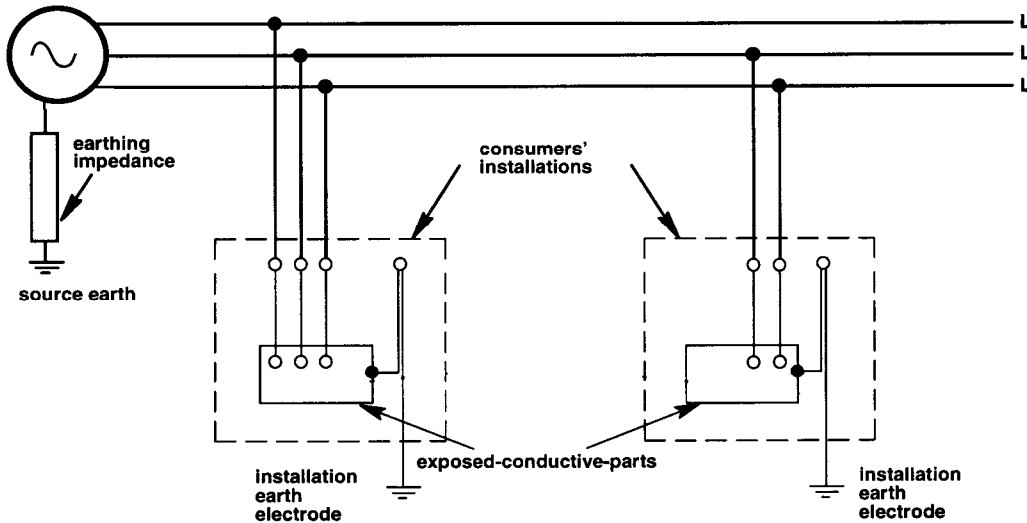 L
L
L
earthing
impedance
consumers'
installations
source earth
exposed-conductive-parts
installation
earth
electrode
installation
earth
electrode